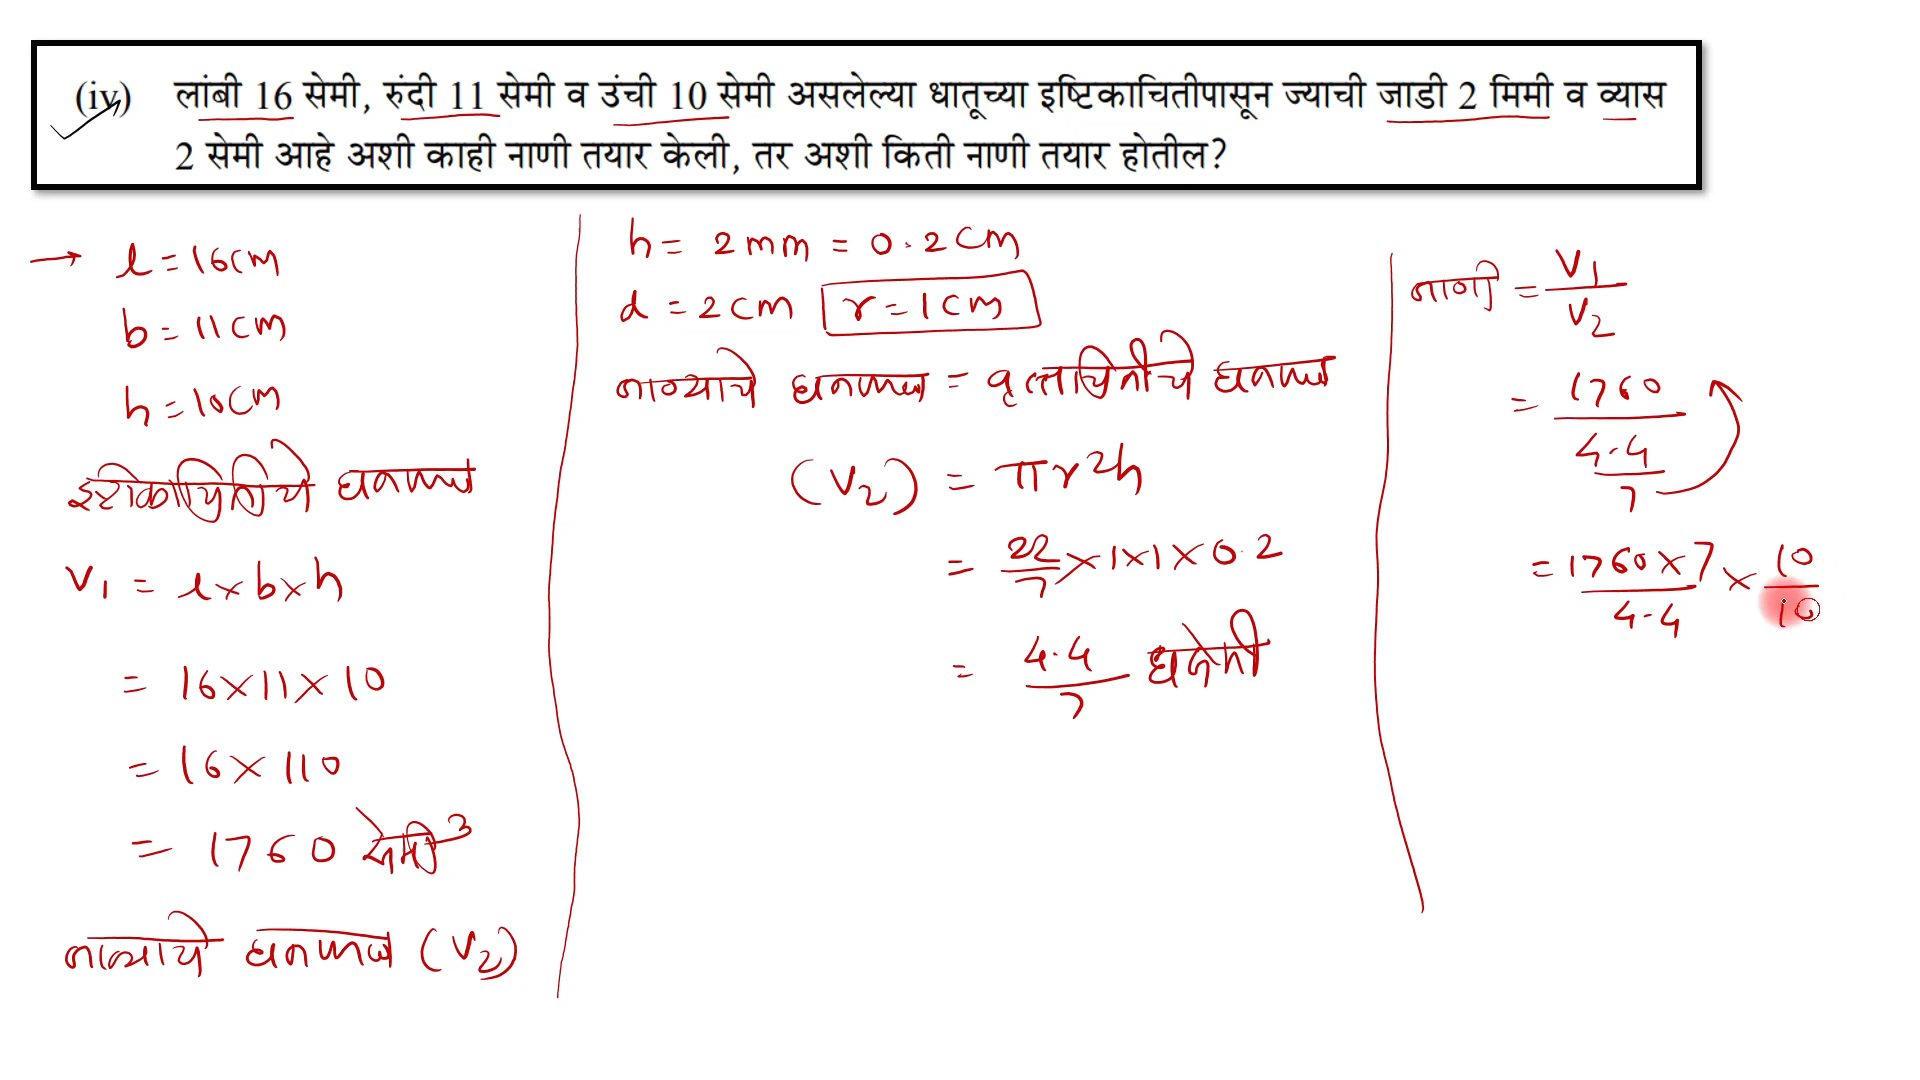 (iv) लांबी 16 सेमी, रुंदी 11 सेमी व उंची 10 सेमी असलेल्या धातूच्या इष्टिकाचितीपासून ज्याची जाडी 2 मिमी व व्यास
2 सेमी आहे अशी काही नाणी तयार केली, तर अशी किती नाणी तयार होतील?
→ l = 16cm
b = 11cm
h = 10cm
इष्टीकाचितीचे घनफळ
V1 = l × b × h
= 16 × 11 × 10
= 16 × 110
= 1760 सेमी³
नाण्याचे घनफळ (V2)
h = 2mm = 0.2cm
d = 2cm r = 1cm
नाण्याचे घनफळ = वृत्तचितीचे घनफळ
(V2) = πr²h
= 22/7 × 1 × 1 × 0.2
= 4.4/7 घसेमी
नाणी = V1/V2
= 1760
4.4
7
= 1760 × 7 × 10
4.4 10